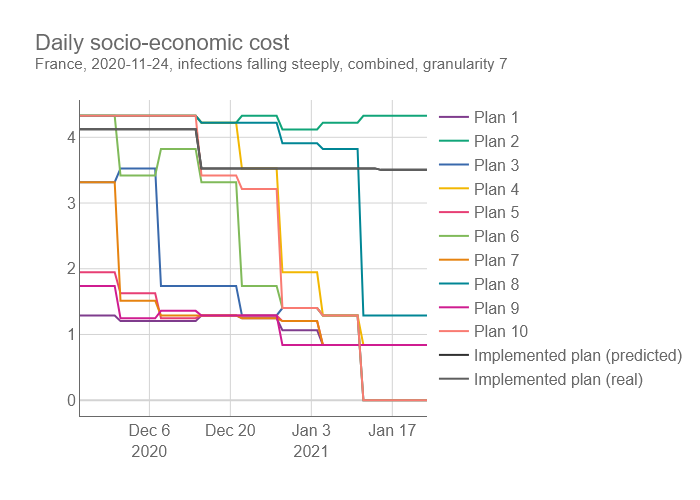 Daily socio-economic cost
France, 2020-11-24, infections falling steeply, combined, granularity 7
4
3
2
1
0
Dec 6
2020
Dec 20
Jan 3
2021
Jan 17
Plan 1
Plan 2
Plan 3
Plan 4
Plan 5
Plan 6
Plan 7
Plan 8
Plan 9
Plan 10
Implemented plan (predicted)
Implemented plan (real)